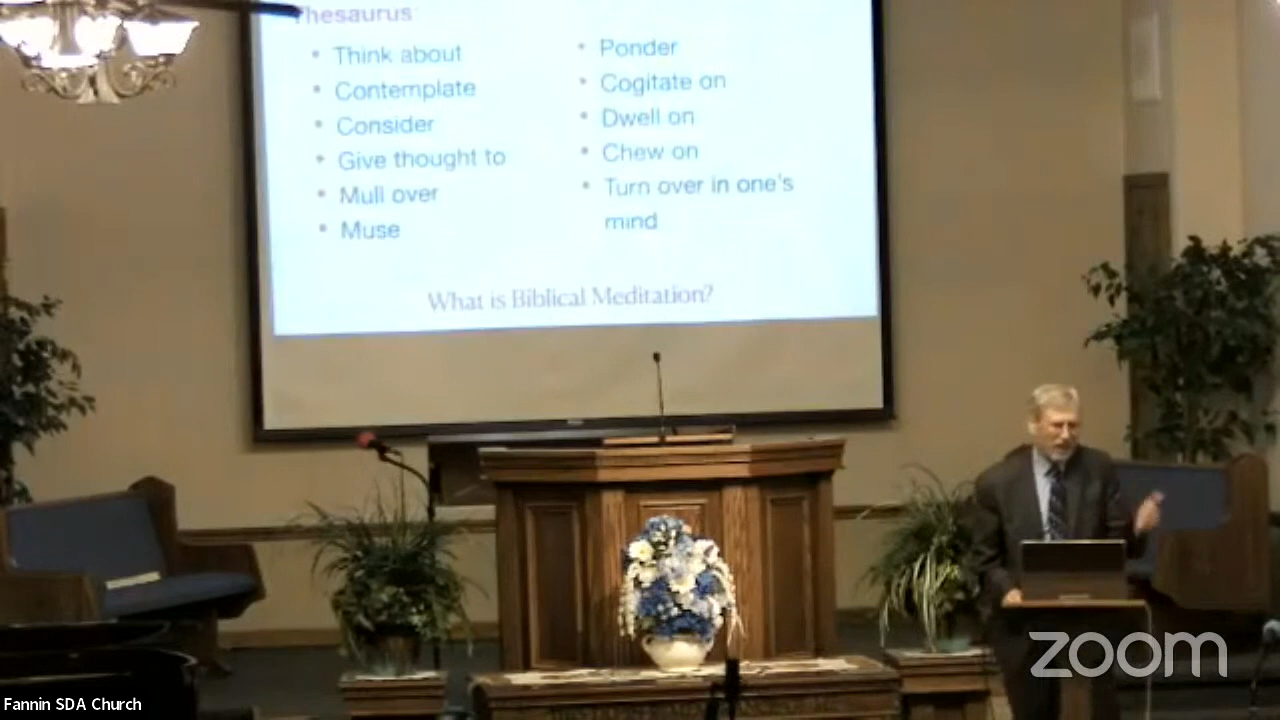 Thesaurus:
• Think about
• Contemplate
• Consider
• Give thought to
• Mull over
• Muse
• Ponder
• Cogitate on
• Dwell on
• Chew on
• Turn over in one's
mind
What is Biblical Meditation?
zoom
Fannin SDA Church